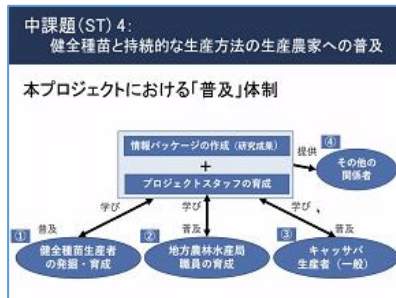 中課題（ST）4：
健全種苗と持続的な生産方法の生産農家への普及
本プロジェクトにおける「普及」体制
情報パッケージの作成（研究成果）
＋
プロジェクトスタッフの育成
提供
④
その他の
関係者
学び
学び
学び、
① 普及
② 普及
③ 普及
健全種苗生産者
の発掘・育成
地方農林水産局
職員の育成
キャッサバ
生産者（一般）